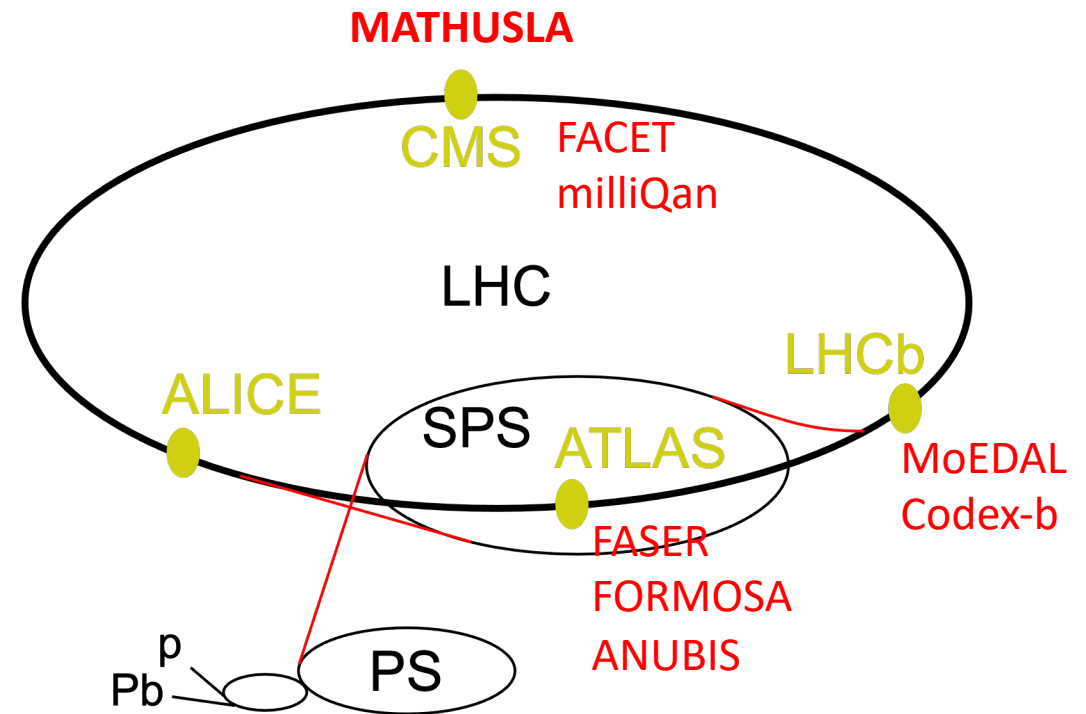 MATHUSLA
CMS
FACET
milliQan
LHC
LHCb
ALICE
SPS
ATLAS
MoEDAL
Codex-b
FASER
FORMOSA
ANUBIS
p
Pb
PS